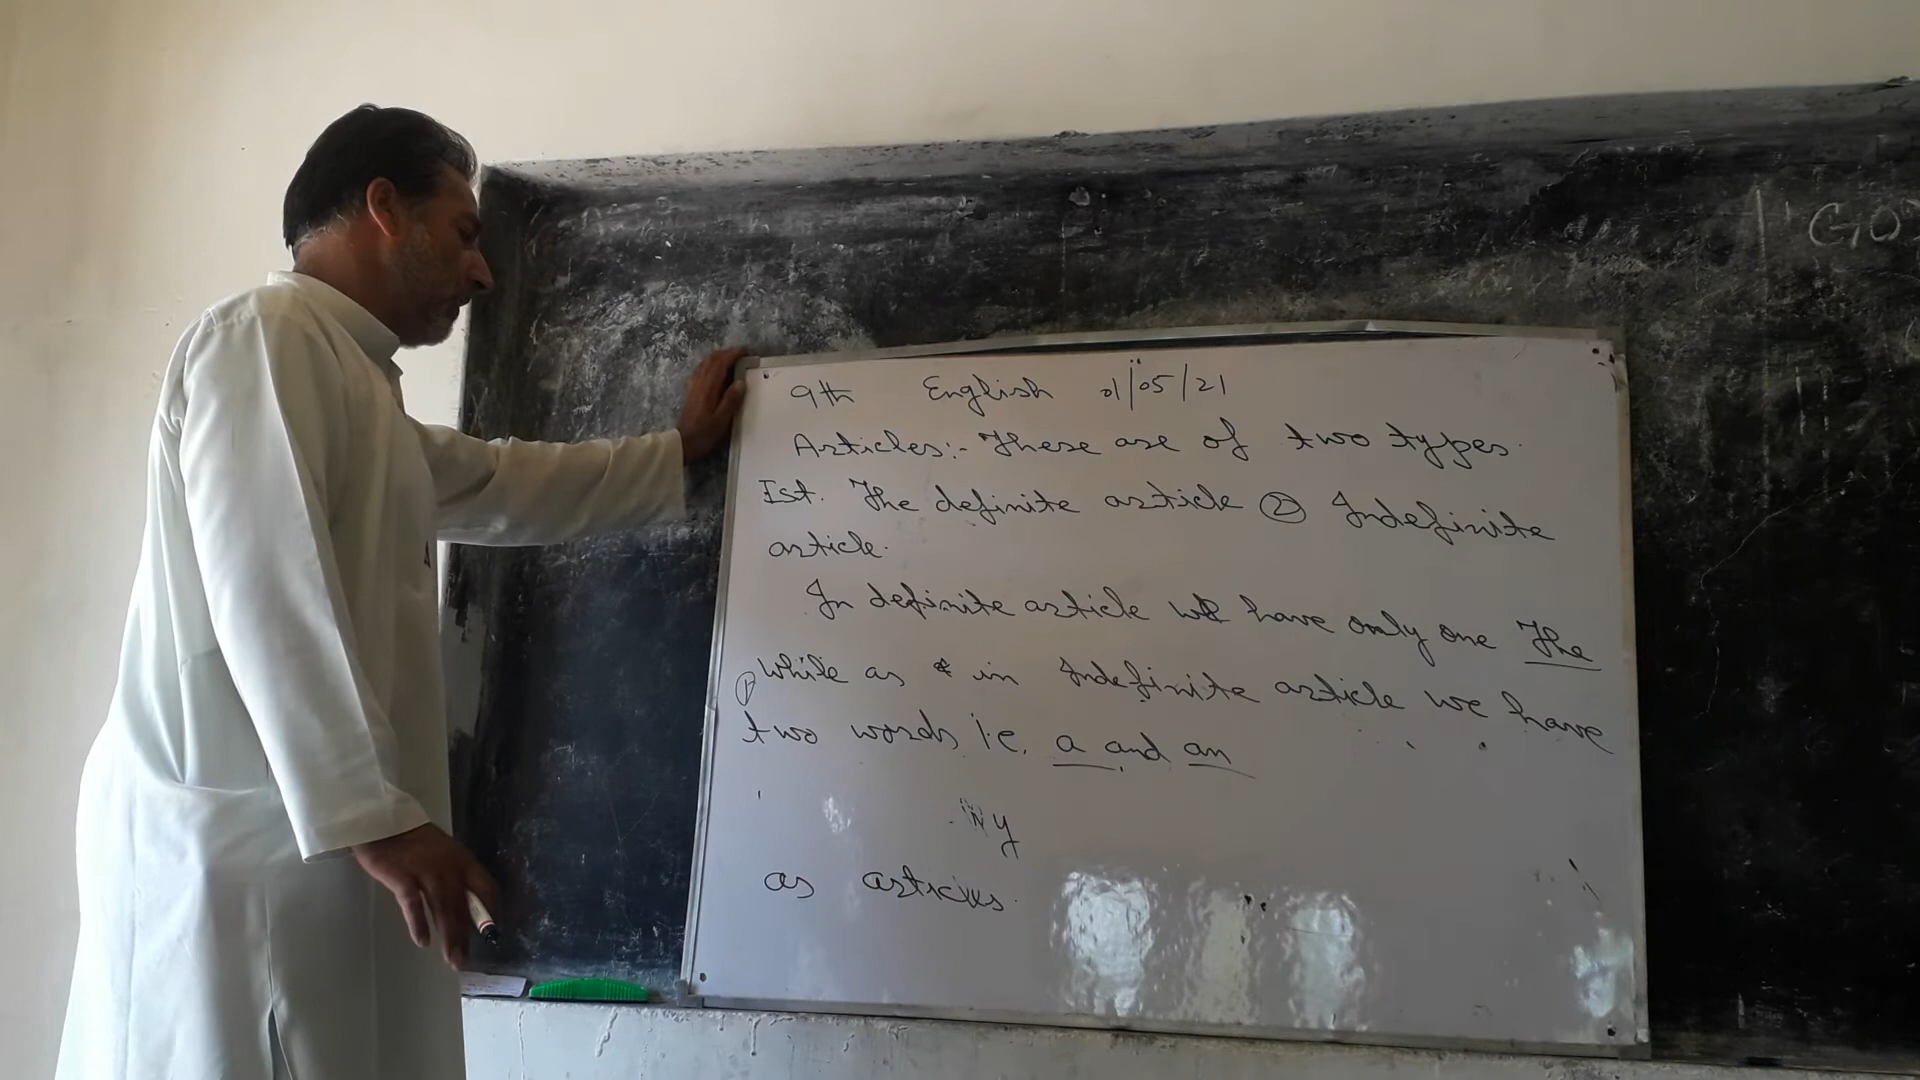 9th English 01/05/21
Articles:- These are of two types.
Ist. The definite article ② Indefinite
article.
In definite article we have only one The
while as in Indefinite article we have
two words i.e. a and an
y
as articles.
GO